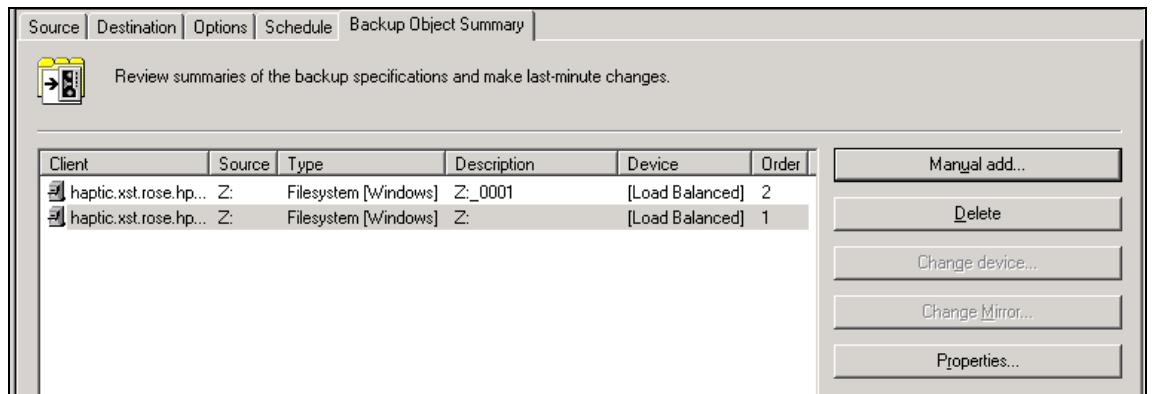 Source Destination Options Schedule Backup Object Summary
Review summaries of the backup specifications and make last-minute changes.
Client Source Type Description Device Order
haptic.xst.rose.hp... Z: Filesystem [Windows] Z:_0001 [Load Balanced] 2
haptic.xst.rose.hp... Z: Filesystem [Windows] Z: [Load Balanced] 1
Manual add...
Delete
Change device...
Change Mirror...
Properties...